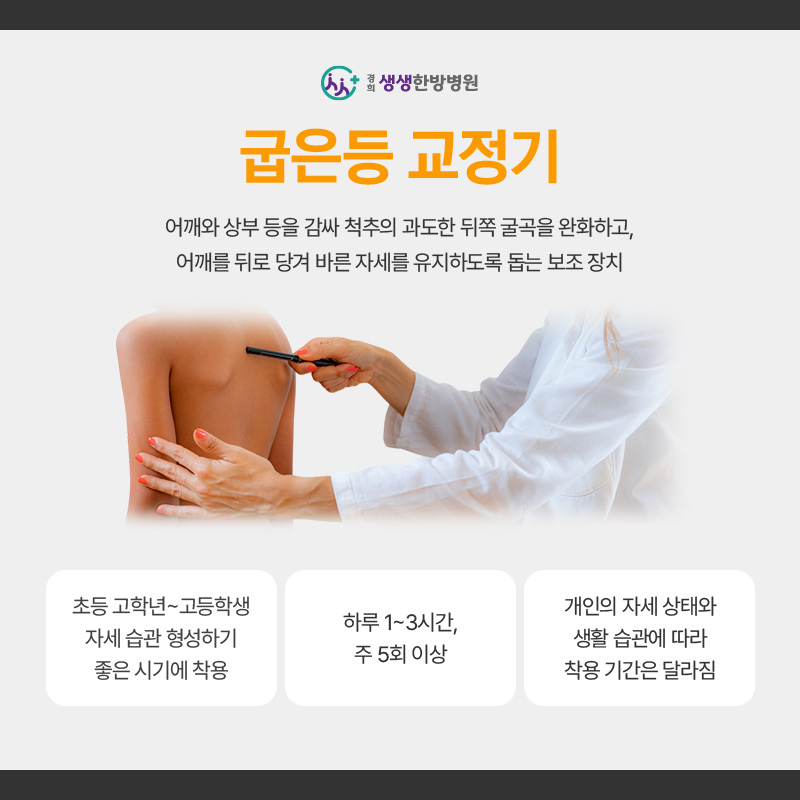 경희 생생한방병원
굽은등 교정기
어깨와 상부 등을 감싸 척추의 과도한 뒤쪽 굴곡을 완화하고,
어깨를 뒤로 당겨 바른 자세를 유지하도록 돕는 보조 장치
초등 고학년~고등학생
자세 습관 형성하기
좋은 시기에 착용
하루 1~3시간,
주 5회 이상
개인의 자세 상태와
생활 습관에 따라
착용 기간은 달라짐